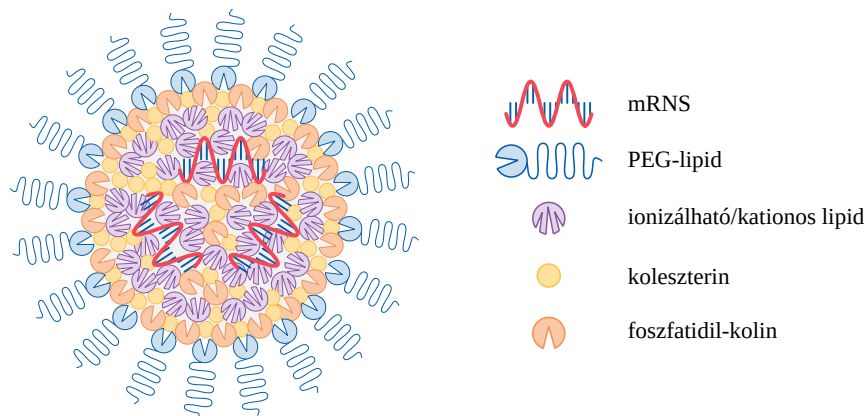 mRNS
PEG-lipid
ionizálható/kationos lipid
koleszterin
foszfatidil-kolin